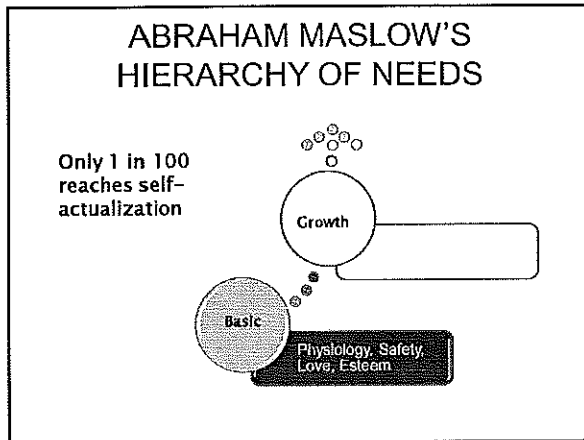 ABRAHAM MASLOW'S
HIERARCHY OF NEEDS
Only 1 in 100
reaches self-
actualization
Growth
Basic
Physiology, Safety,
Love, Esteem